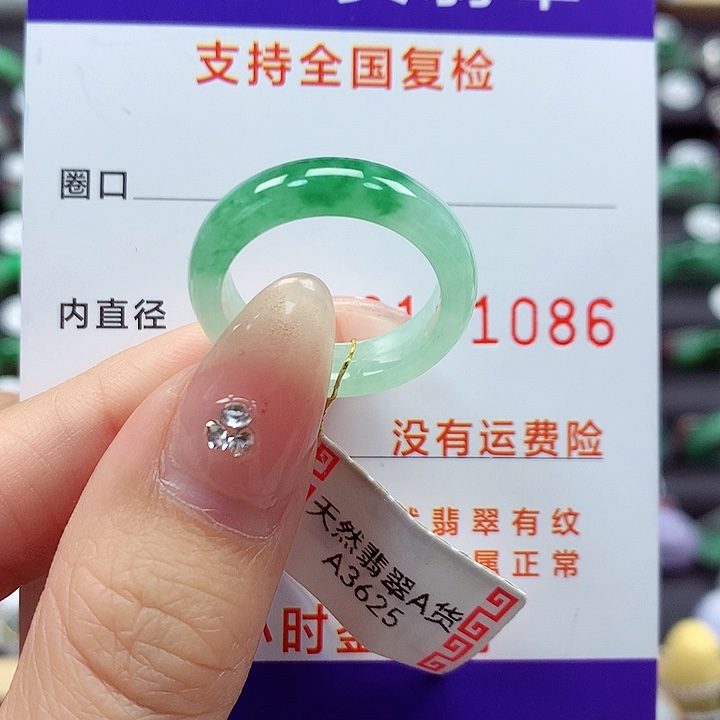 支持全国复检
圈口
内直径
1086
没有运费险
翡翠有纹
属正常
小时
天然翡翠A货
A3625